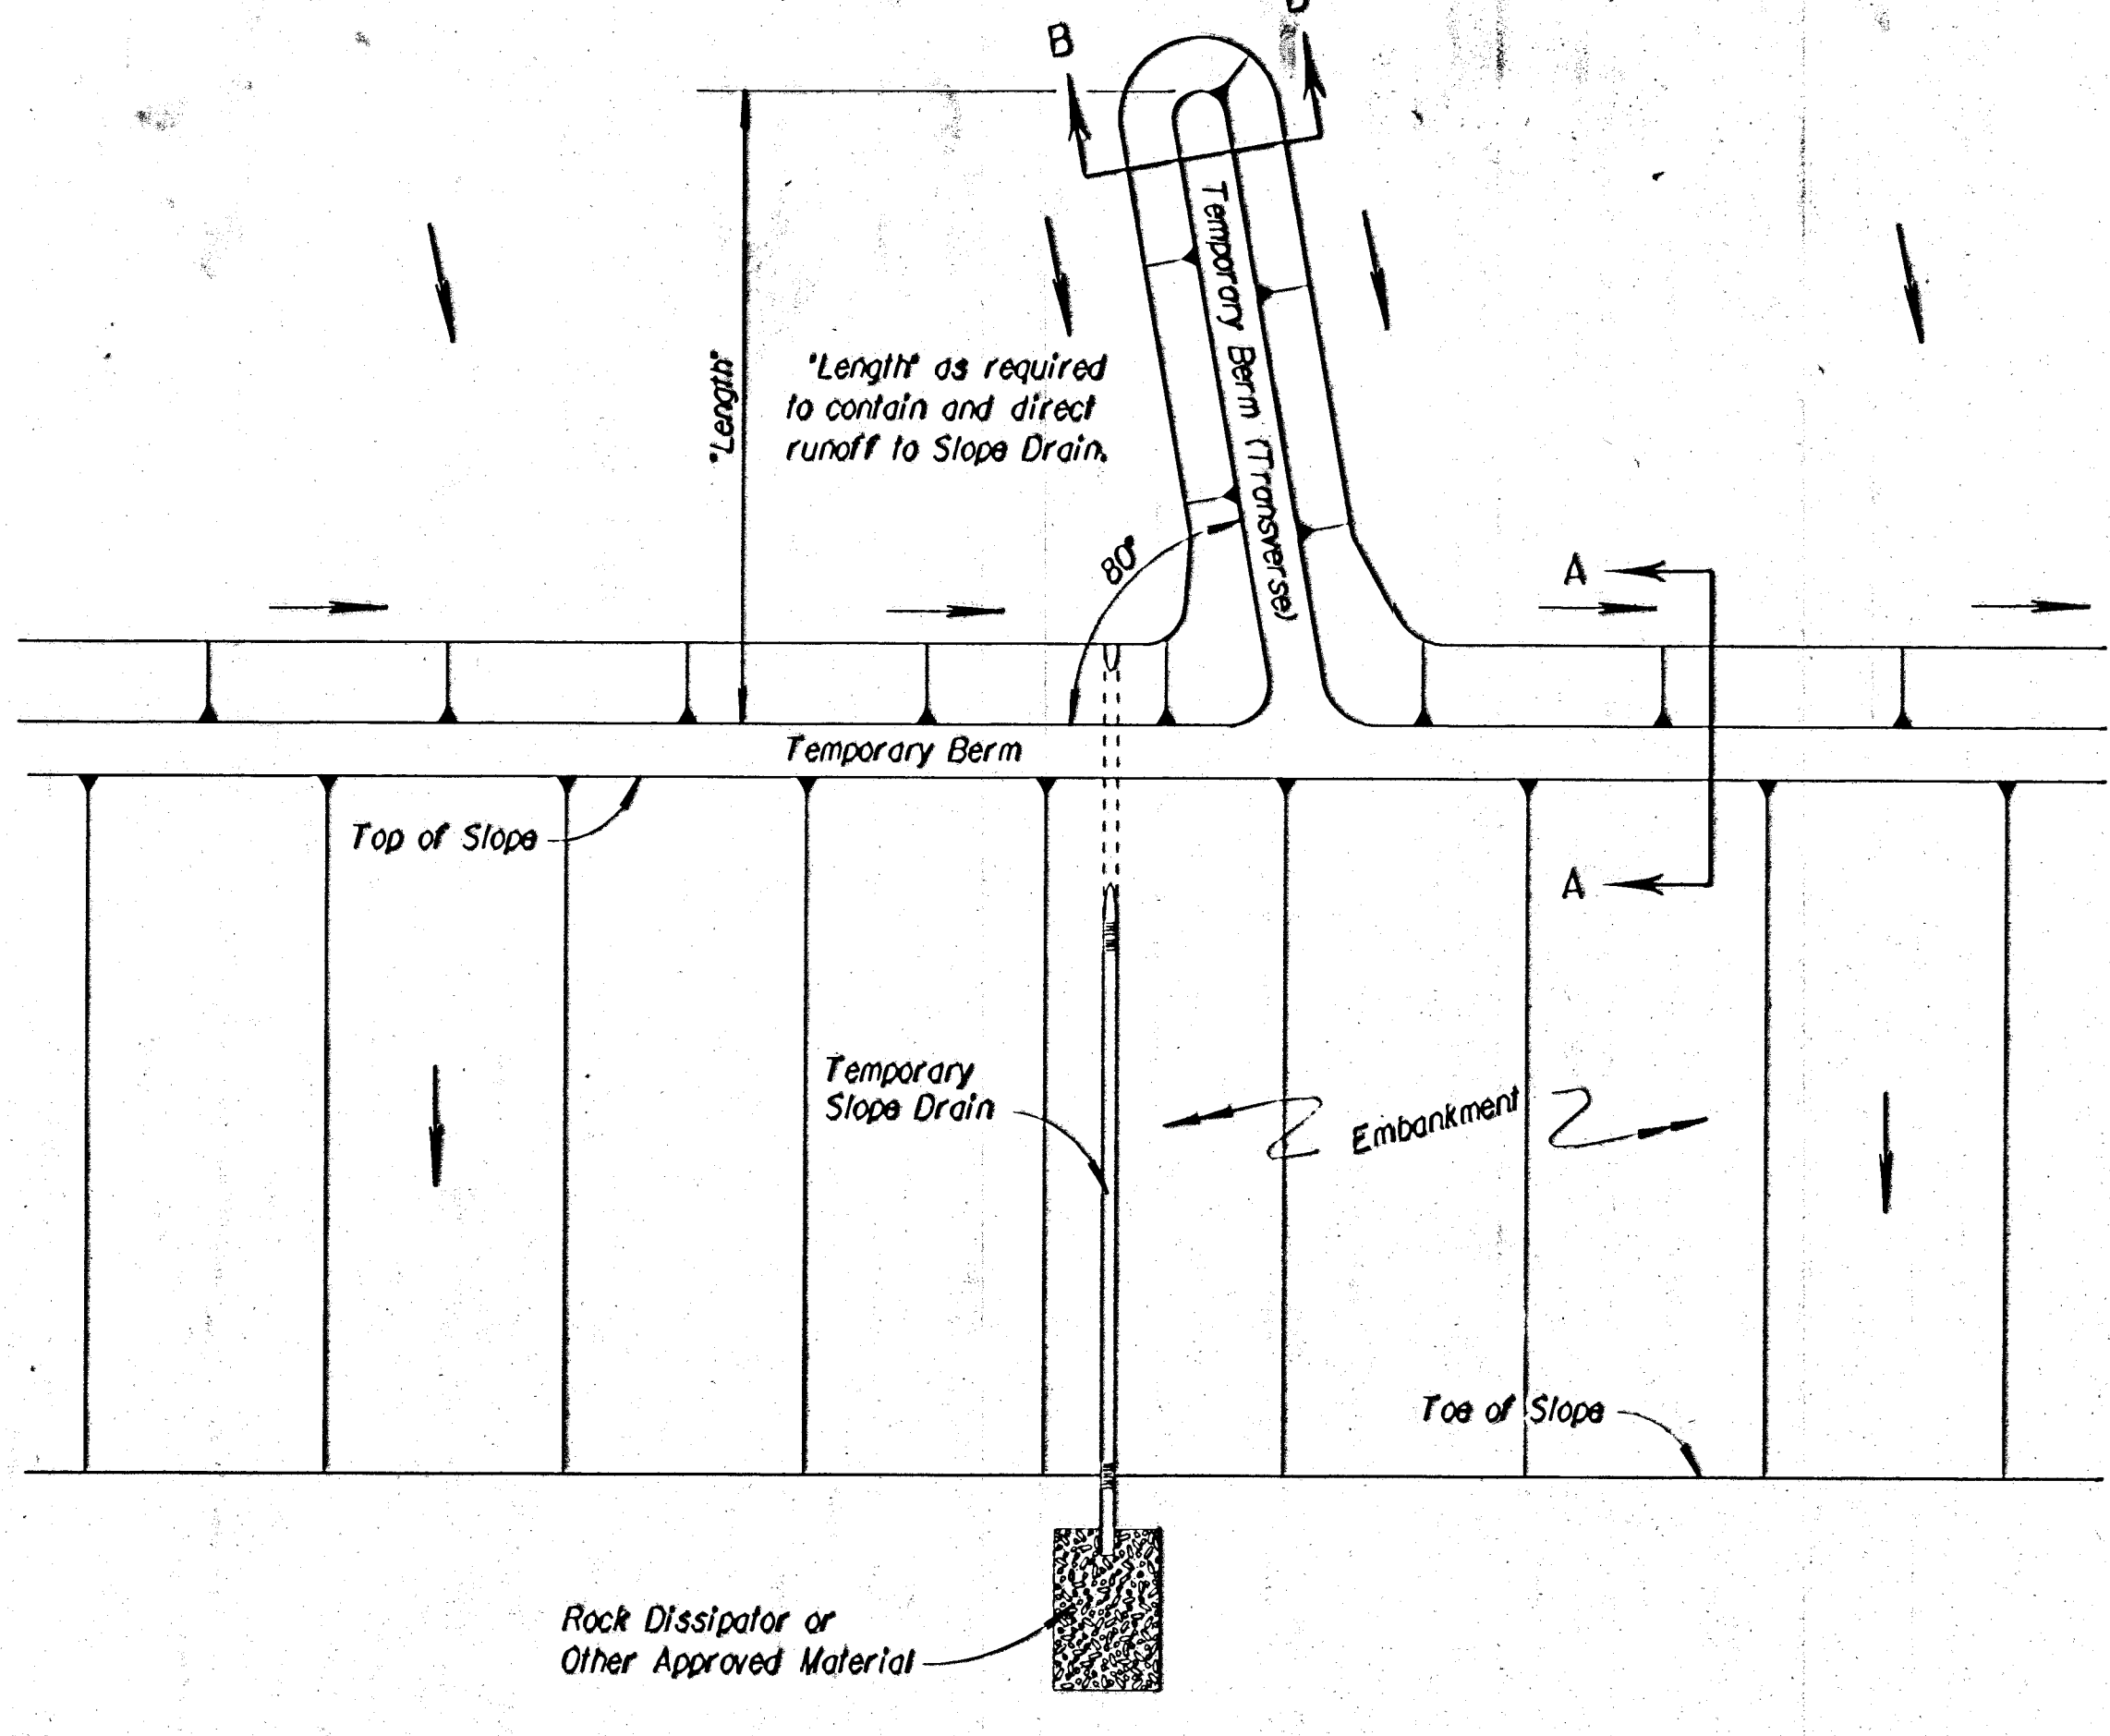 B
"Length"
"Length" as required
to contain and direct
runoff to Slope Drain.
Temporary Berm (Transverse)
80°
A
Temporary Berm
Top of Slope
A
Temporary
Slope Drain
Embankment
Toe of Slope
Rock Dissipator or
Other Approved Material